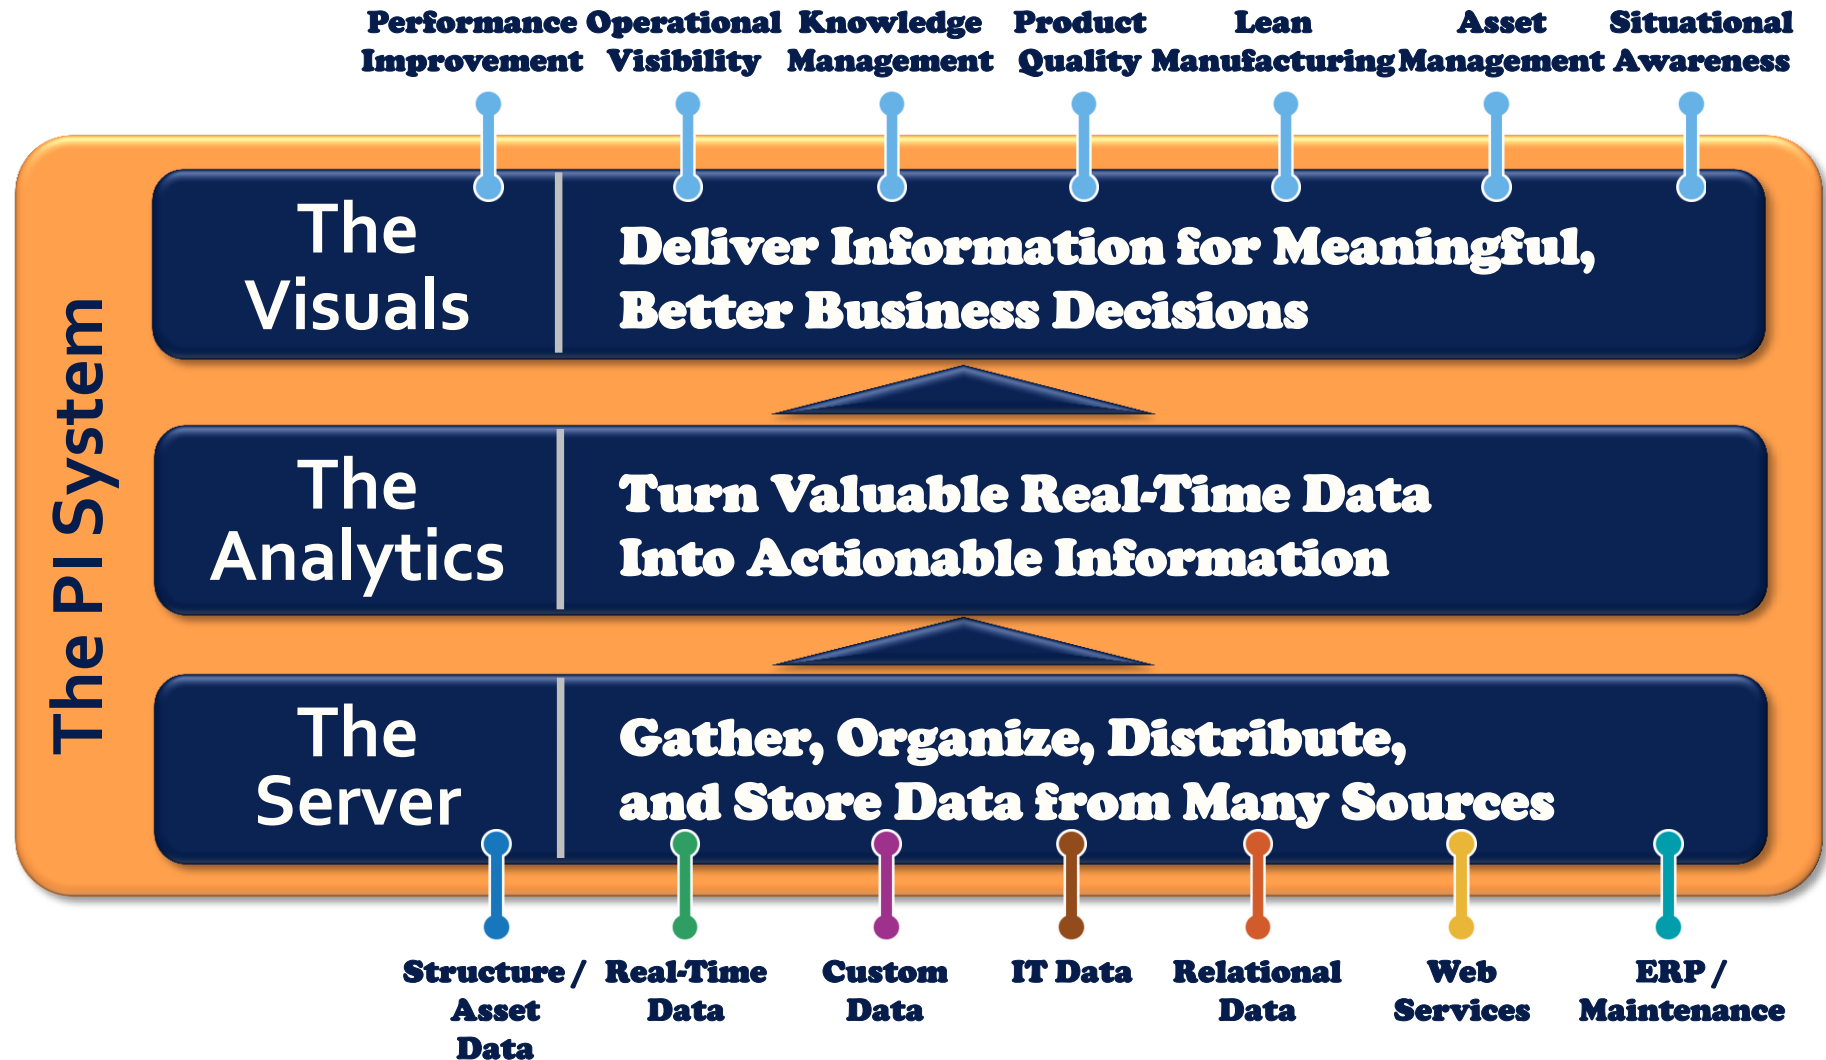 Performance Improvement
Operational Visibility
Knowledge Management
Product Quality
Lean Manufacturing
Asset Management
Situational Awareness
The PI System
The
Visuals
Deliver Information for Meaningful,
Better Business Decisions
The
Analytics
Turn Valuable Real-Time Data
Into Actionable Information
The
Server
Gather, Organize, Distribute,
and Store Data from Many Sources
Structure /
Asset
Data
Real-Time
Data
Custom
Data
IT Data
Relational
Data
Web
Services
ERP /
Maintenance